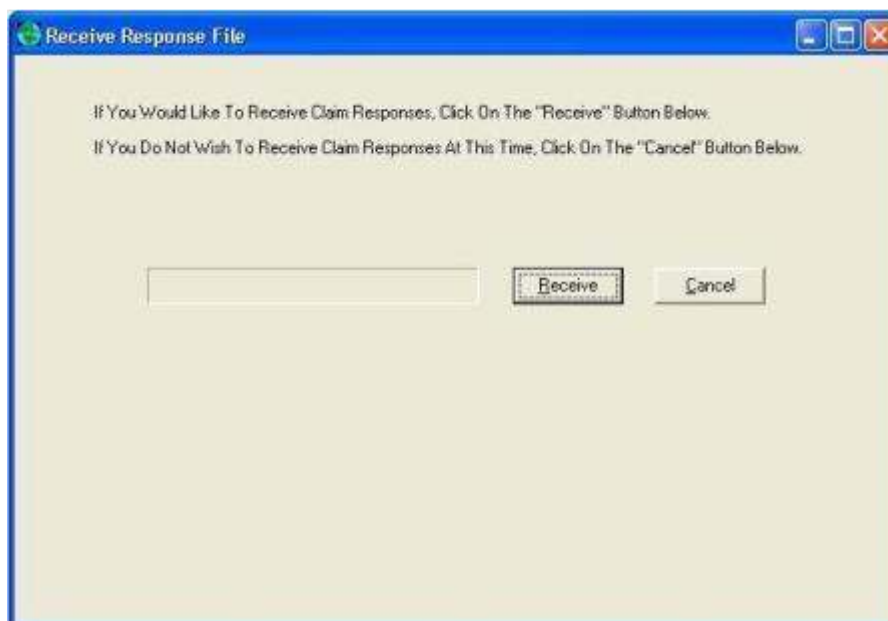 Receive Response File
If You Would Like To Receive Claim Responses, Click On The "Receive" Button Below.
If You Do Not Wish To Receive Claim Responses At This Time, Click On The "Cancel" Button Below.
Receive Cancel